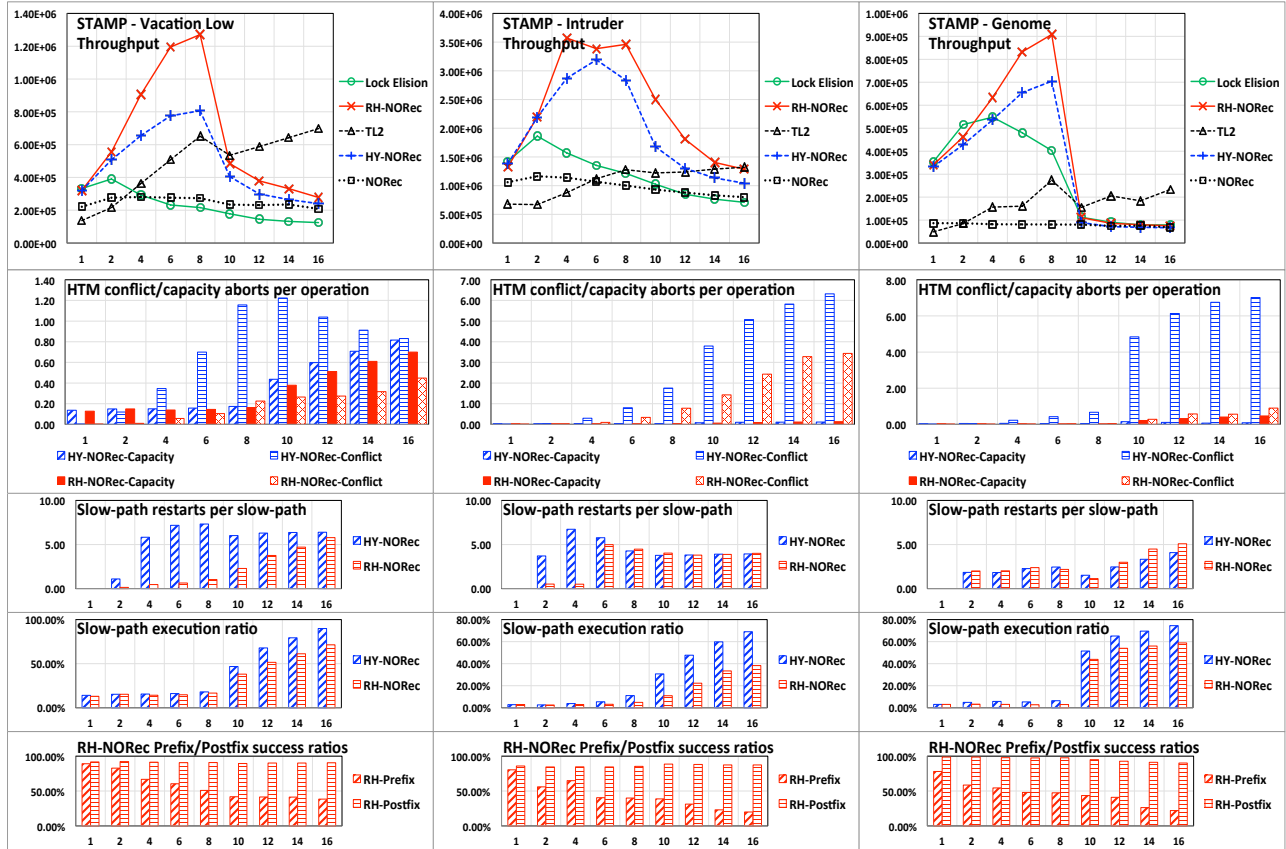 STAMP - Vacation Low
Throughput
1.40E+06
1.20E+06
1.00E+06
8.00E+05
6.00E+05
4.00E+05
2.00E+05
0.00E+00
1 2 4 6 8 10 12 14 16
Lock Elision
RH-NORec
TL2
HY-NORec
NORec
STAMP - Intruder
Throughput
4.00E+06
3.50E+06
3.00E+06
2.50E+06
2.00E+06
1.50E+06
1.00E+06
5.00E+05
0.00E+00
1 2 4 6 8 10 12 14 16
Lock Elision
RH-NORec
TL2
HY-NORec
NORec
STAMP - Genome
Throughput
1.00E+06
9.00E+05
8.00E+05
7.00E+05
6.00E+05
5.00E+05
4.00E+05
3.00E+05
2.00E+05
1.00E+05
0.00E+00
1 2 4 6 8 10 12 14 16
Lock Elision
RH-NORec
TL2
HY-NORec
NORec
HTM conflict/capacity aborts per operation
1.40
1.20
1.00
0.80
0.60
0.40
0.20
0.00
1 2 4 6 8 10 12 14 16
HY-NORec-Capacity HY-NORec-Conflict
RH-NORec-Capacity RH-NORec-Conflict
HTM conflict/capacity aborts per operation
7.00
6.00
5.00
4.00
3.00
2.00
1.00
0.00
1 2 4 6 8 10 12 14 16
HY-NORec-Capacity HY-NORec-Conflict
RH-NORec-Capacity RH-NORec-Conflict
HTM conflict/capacity aborts per operation
8.00
6.00
4.00
2.00
0.00
1 2 4 6 8 10 12 14 16
HY-NORec-Capacity HY-NORec-Conflict
RH-NORec-Capacity RH-NORec-Conflict
Slow-path restarts per slow-path
10.00
5.00
0.00
1 2 4 6 8 10 12 14 16
HY-NORec
RH-NORec
Slow-path restarts per slow-path
10.00
5.00
0.00
1 2 4 6 8 10 12 14 16
HY-NORec
RH-NORec
Slow-path restarts per slow-path
10.00
5.00
0.00
1 2 4 6 8 10 12 14 16
HY-NORec
RH-NORec
Slow-path execution ratio
100.00%
50.00%
0.00%
1 2 4 6 8 10 12 14 16
HY-NORec
RH-NORec
Slow-path execution ratio
80.00%
60.00%
40.00%
20.00%
0.00%
1 2 4 6 8 10 12 14 16
HY-NORec
RH-NORec
Slow-path execution ratio
80.00%
60.00%
40.00%
20.00%
0.00%
1 2 4 6 8 10 12 14 16
HY-NORec
RH-NORec
RH-NORec Prefix/Postfix success ratios
100.00%
50.00%
0.00%
1 2 4 6 8 10 12 14 16
RH-Prefix
RH-Postfix
RH-NORec Prefix/Postfix success ratios
100.00%
50.00%
0.00%
1 2 4 6 8 10 12 14 16
RH-Prefix
RH-Postfix
RH-NORec Prefix/Postfix success ratios
100.00%
50.00%
0.00%
1 2 4 6 8 10 12 14 16
RH-Prefix
RH-Postfix